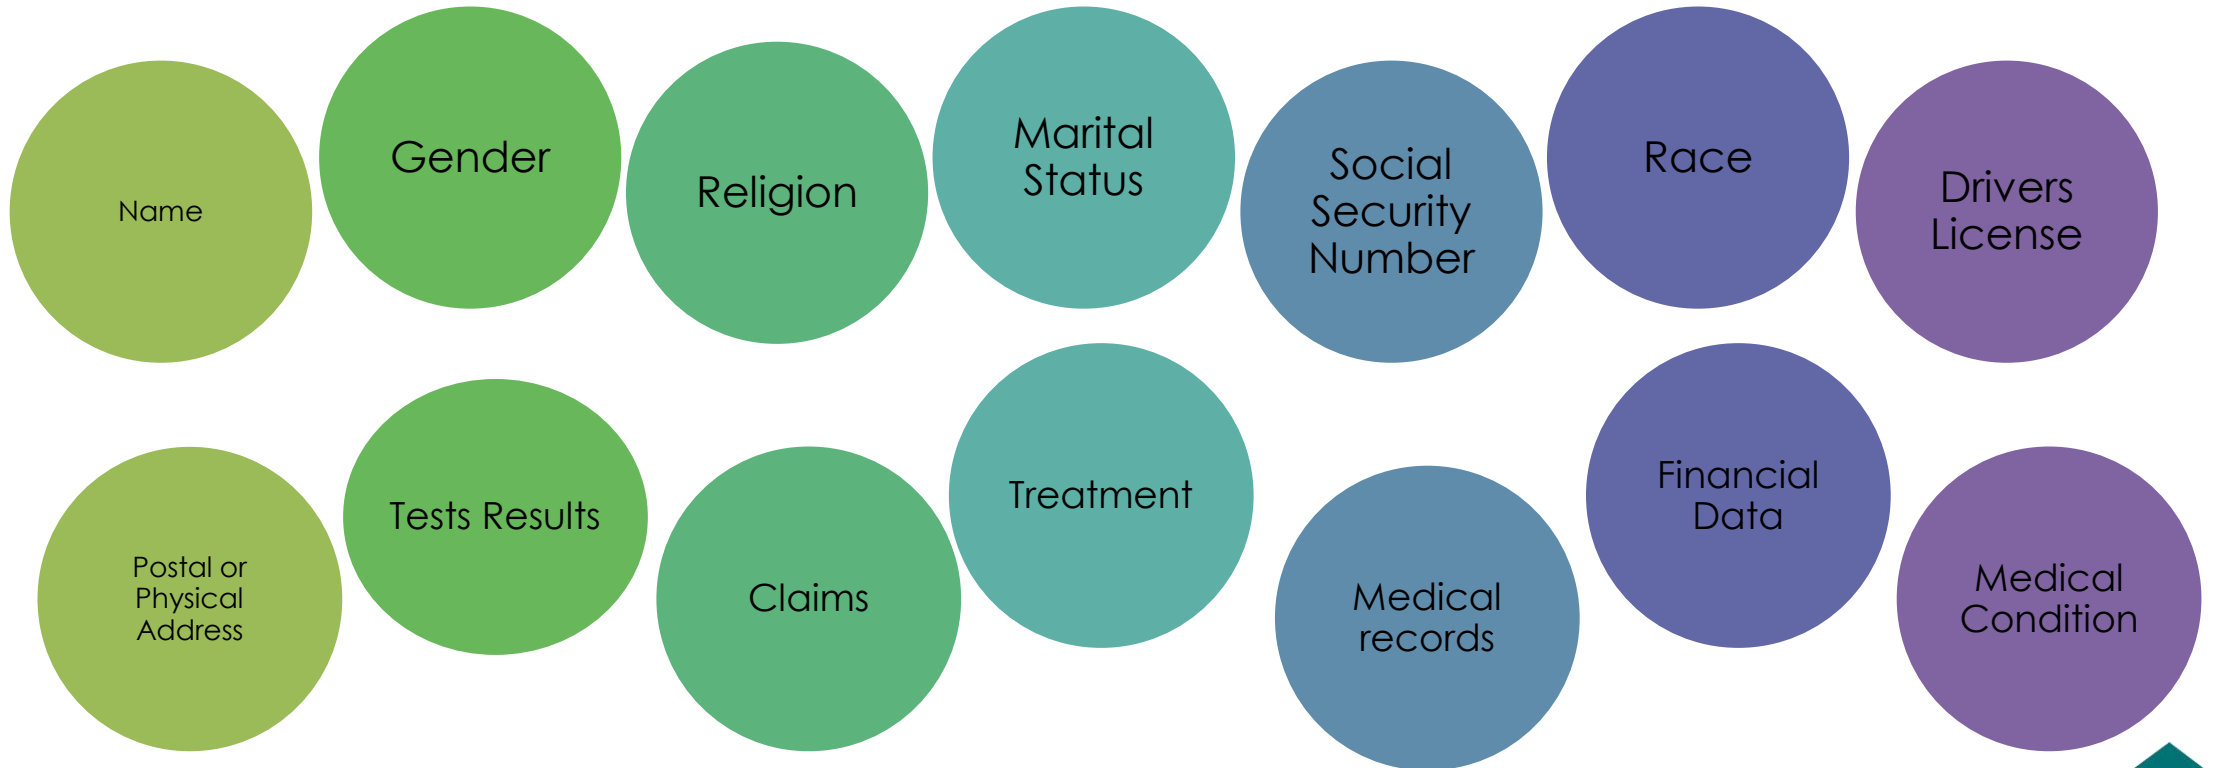 Name
Gender
Religion
Marital
Status
Social
Security
Number
Race
Drivers
License
Postal or
Physical
Address
Tests Results
Claims
Treatment
Medical
records
Financial
Data
Medical
Condition